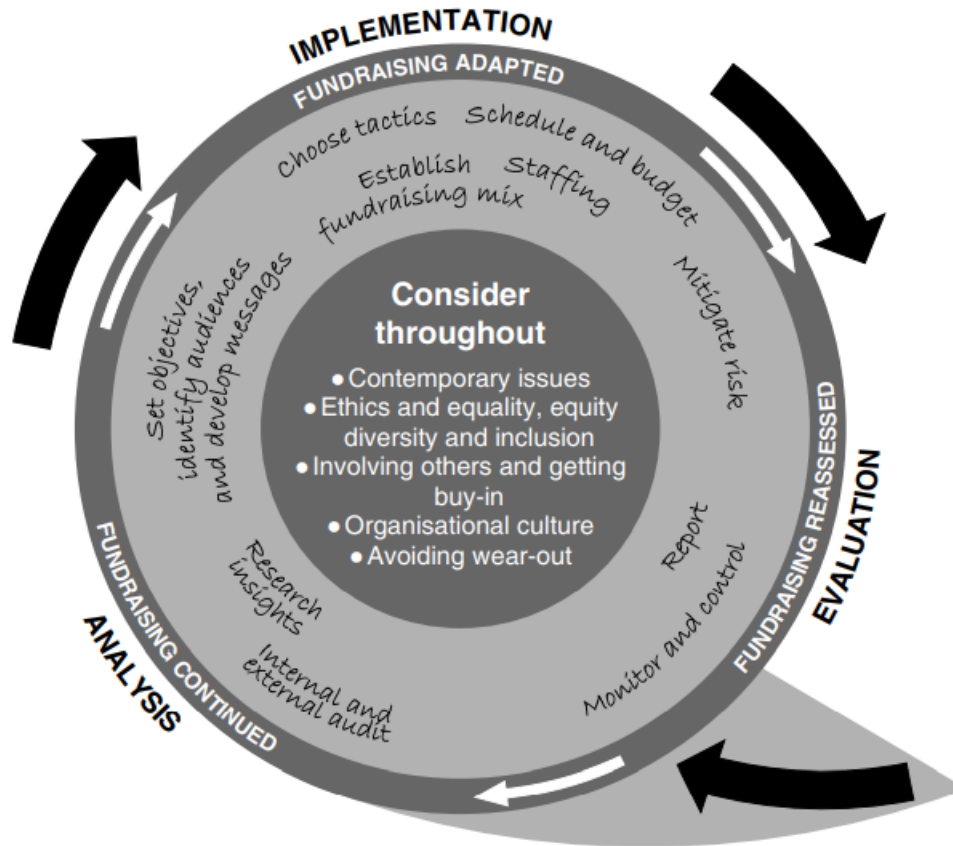 IMPLEMENTATION
FUNDRAISING ADAPTED
Choose tactics
Schedule and budget
Establish
fundraising mix
Staffing
Mitigate risk
Set objectives,
identify audiences
and develop messages
Consider
throughout
● Contemporary issues
● Ethics and equality, equity
diversity and inclusion
● Involving others and getting
buy-in
● Organisational culture
● Avoiding wear-out
FUNDRAISING REASSESSED
EVALUATION
Report
Monitor and control
Research
insights
Internal and
external audit
FUNDRAISING CONTINUED
ANALYSIS